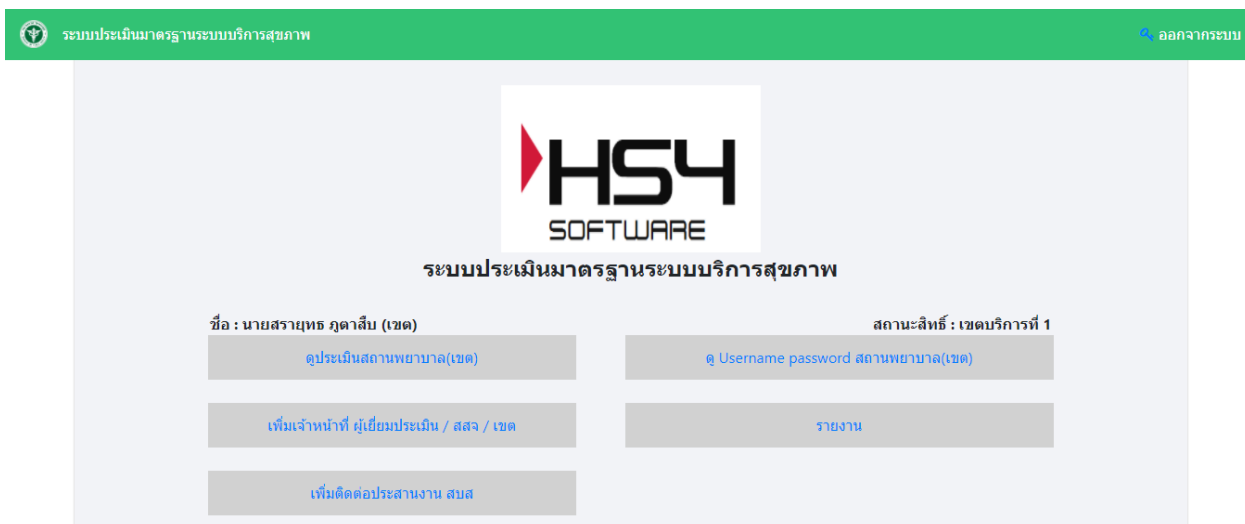 ระบบประเมินมาตรฐานระบบบริการสุขภาพ
ออกจากระบบ
HS4
SOFTWARE
ระบบประเมินมาตรฐานระบบบริการสุขภาพ
ชื่อ : นายสรายุทธ ภูตาสืบ (เขต)
สถานะสิทธิ์ : เขตบริการที่ 1
ดูประเมินสถานพยาบาล(เขต)
ดู Username password สถานพยาบาล(เขต)
เพิ่มเจ้าหน้าที่ ผู้เยี่ยมประเมิน / สสจ / เขต
รายงาน
เพิ่มติดต่อประสานงาน สบส